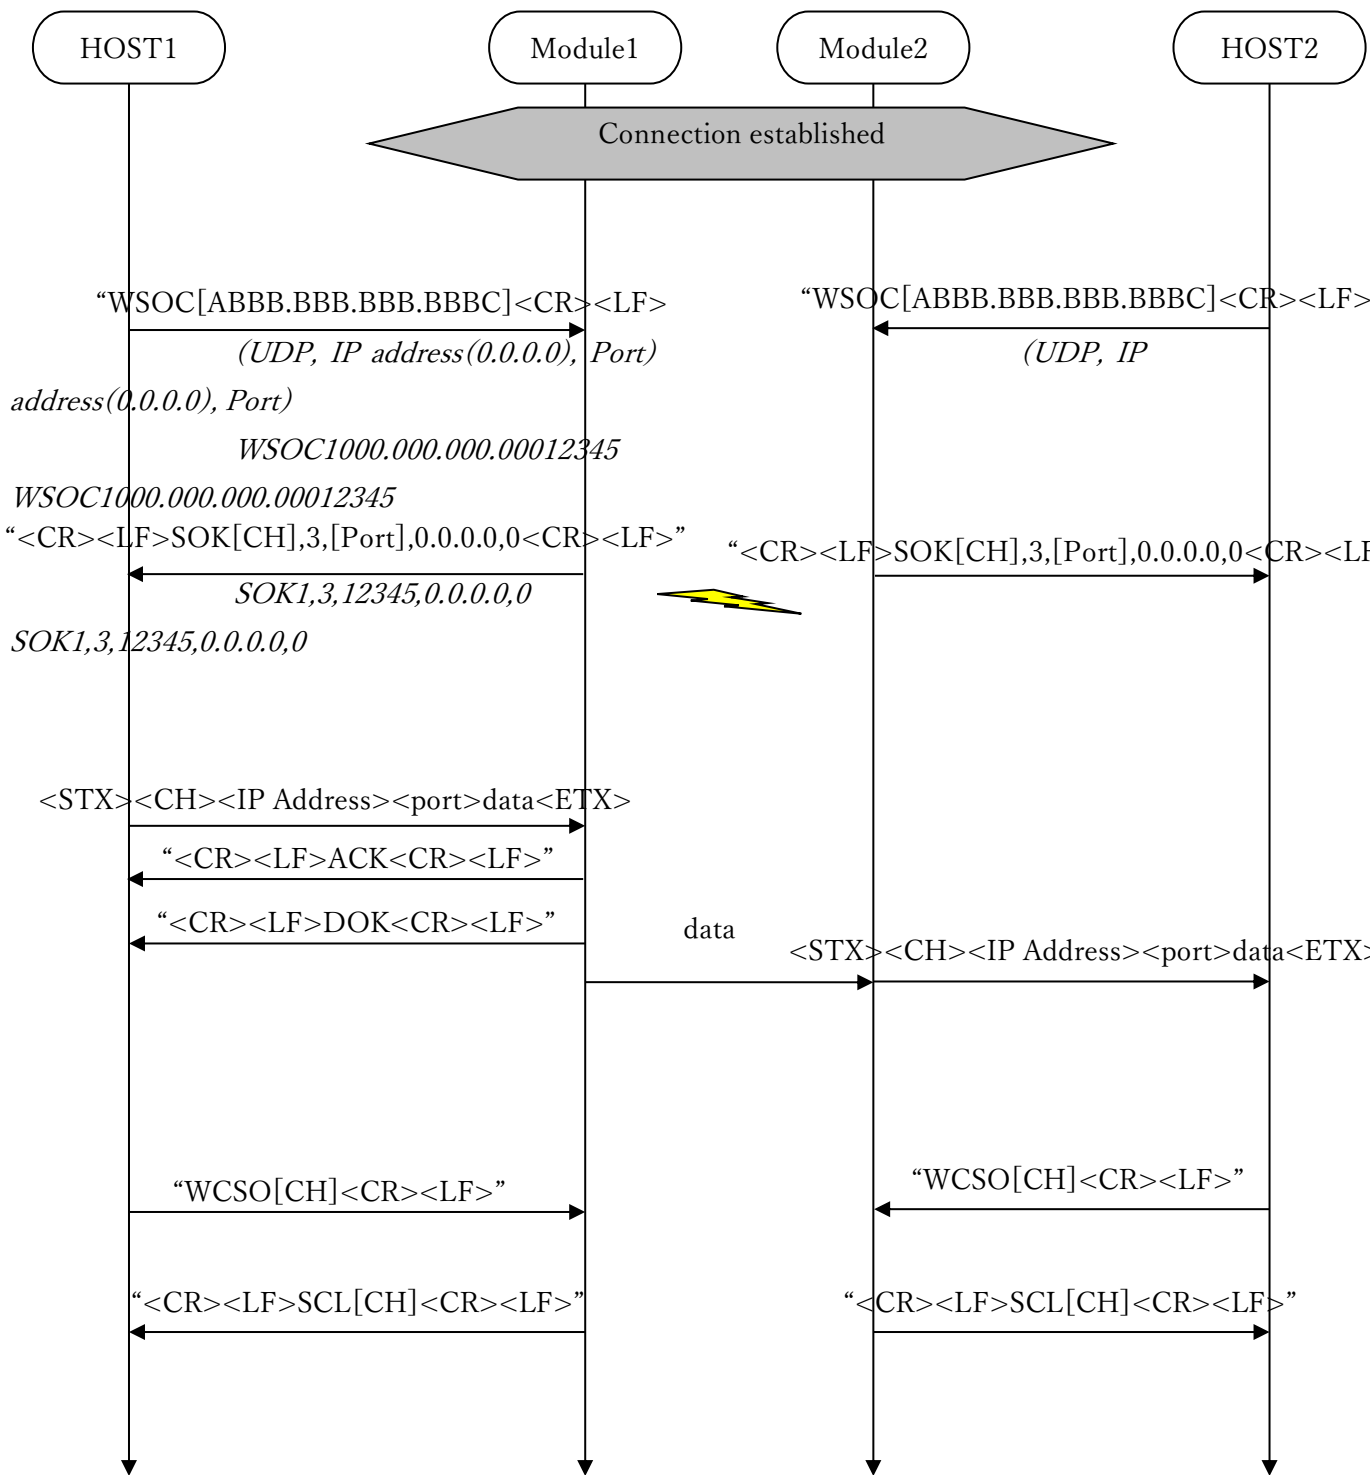 HOST1
Module1
Module2
HOST2
Connection established
“WSOC[ABBB.BBB.BBB.BBBC]<CR><LF>
“WSOC[ABBB.BBB.BBB.BBBC]<CR><LF>
(UDP, IP address(0.0.0.0), Port)
(UDP, IP
address(0.0.0.0), Port)
WSOC1000.000.000.00012345
WSOC1000.000.000.00012345
“<CR><LF>SOK[CH],3,[Port],0.0.0.0,0<CR><LF>”
“<CR><LF>SOK[CH],3,[Port],0.0.0.0,0<CR><LF
SOK1,3,12345,0.0.0.0,0
SOK1,3,12345,0.0.0.0,0
<STX><CH><IP Address><port>data<ETX>
“<CR><LF>ACK<CR><LF>”
“<CR><LF>DOK<CR><LF>”
data
<STX><CH><IP Address><port>data<ETX>
“WCSO[CH]<CR><LF>”
“WCSO[CH]<CR><LF>”
“<CR><LF>SCL[CH]<CR><LF>”
“<CR><LF>SCL[CH]<CR><LF>”